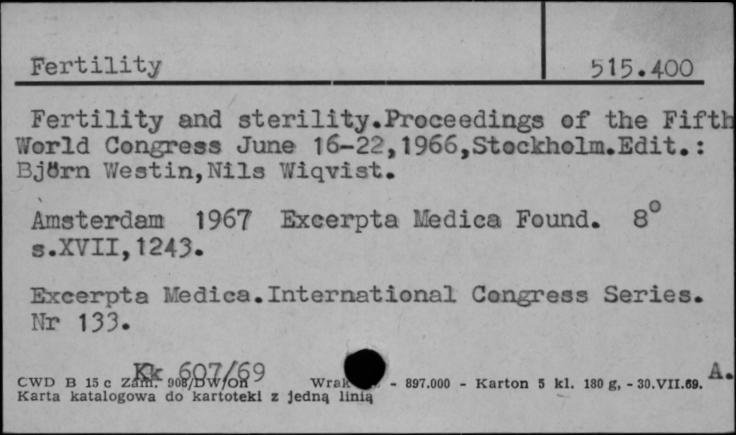 Fertility 515.400
Fertility and sterility.Proceedings of the Fifth
World Congress June 16-22,1966,Stockholm.Edit.:
Björn Westin,Nils Wiqvist.
Amsterdam 1967 Excerpta Medica Found. 8°
s.XVII,1243.
Excerpta Medica.International Congress Series.
Nr 133.
Kk 607/69 A.
CWD B 15 c Zam. 908/DW/On - 897.000 - Karton 5 kl. 180 g, - 30.VII.69.
Karta katalogowa do kartoteki z jedną linią